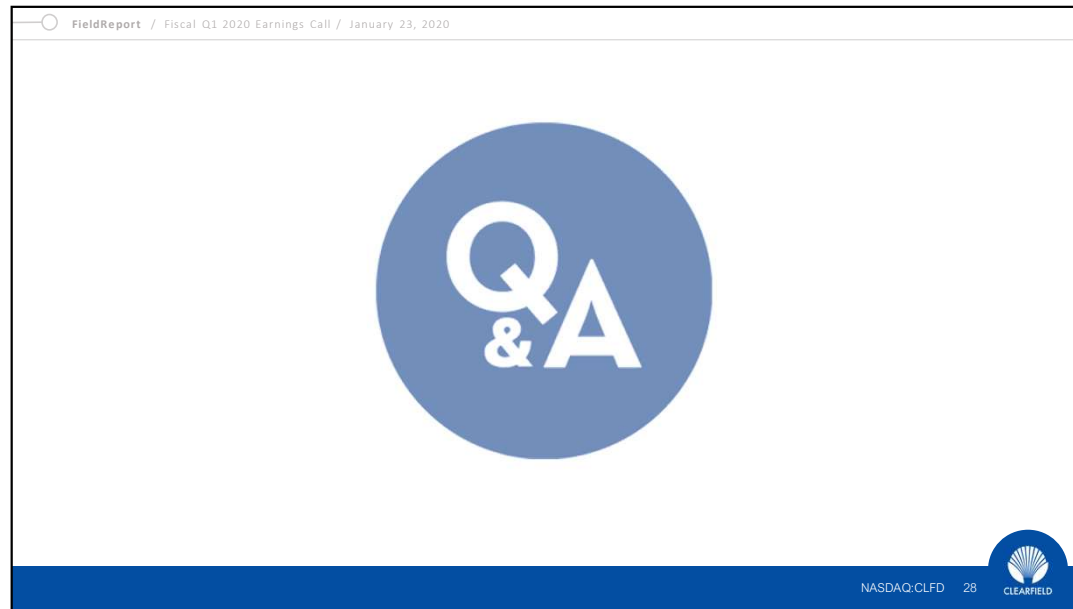 FieldReport / Fiscal Q1 2020 Earnings Call / January 23, 2020
Q
&A
NASDAQ:CLFD 28
CLEARFIELD